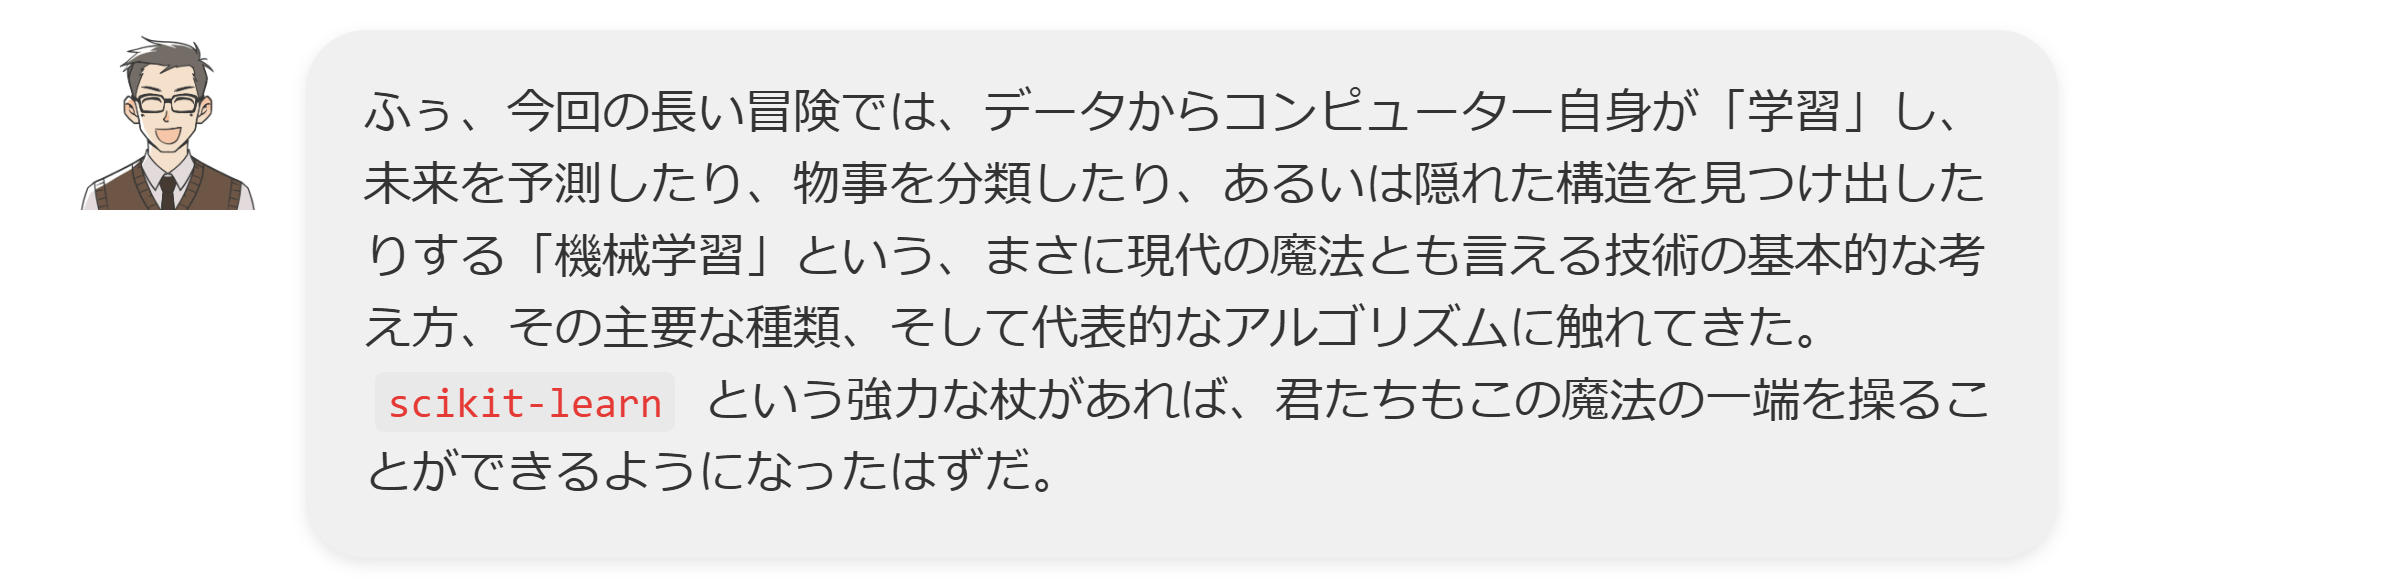 ふぅ、今回の長い冒険では、データからコンピューター自身が「学習」し、
未来を予測したり、物事を分類したり、あるいは隠れた構造を見つけ出した
りする「機械学習」という、まさに現代の魔法とも言える技術の基本的な考
え方、その主要な種類、そして代表的なアルゴリズムに触れてきた。
scikit-learn という強力な杖があれば、君たちもこの魔法の一端を操るこ
とができるようになったはずだ。